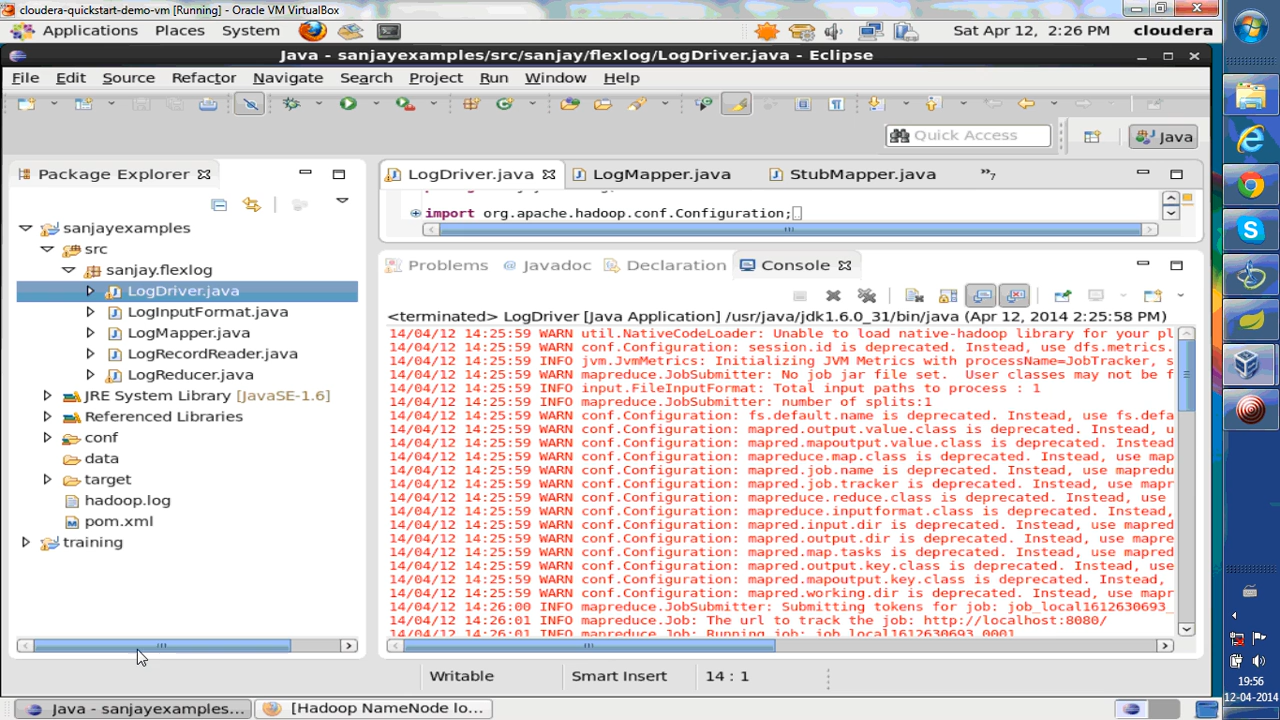 cloudera-quickstart-demo-vm [Running] - Oracle VM VirtualBox
Applications Places System Sat Apr 12, 2:26 PM cloudera
Java - sanjayexamples/src/sanjay/flexlog/LogDriver.java - Eclipse
File Edit Source Refactor Navigate Search Project Run Window Help
Quick Access Java
Package Explorer
sanjayexamples
src
sanjay.flexlog
LogDriver.java
LogInputFormat.java
LogMapper.java
LogRecordReader.java
LogReducer.java
JRE System Library [JavaSE-1.6]
Referenced Libraries
conf
data
target
hadoop.log
pom.xml
training
LogDriver.java LogMapper.java StubMapper.java »7
import org.apache.hadoop.conf.Configuration;
Problems @ Javadoc Declaration Console
<terminated> LogDriver [Java Application] /usr/java/jdk1.6.0_31/bin/java (Apr 12, 2014 2:25:58 PM)
14/04/12 14:25:59 WARN util.NativeCodeLoader: Unable to load native-hadoop library for your pl
14/04/12 14:25:59 WARN conf.Configuration: session.id is deprecated. Instead, use dfs.metrics.
14/04/12 14:25:59 INFO jvm.JvmMetrics: Initializing JVM Metrics with processName=JobTracker, s
14/04/12 14:25:59 WARN mapreduce.JobSubmitter: No job jar file set.  User classes may not be f
14/04/12 14:25:59 INFO input.FileInputFormat: Total input paths to process : 1
14/04/12 14:25:59 INFO mapreduce.JobSubmitter: number of splits:1
14/04/12 14:25:59 WARN conf.Configuration: fs.default.name is deprecated. Instead, use fs.defa
14/04/12 14:25:59 WARN conf.Configuration: mapred.output.value.class is deprecated. Instead, u
14/04/12 14:25:59 WARN conf.Configuration: mapred.mapoutput.value.class is deprecated. Instead
14/04/12 14:25:59 WARN conf.Configuration: mapreduce.map.class is deprecated. Instead, use map
14/04/12 14:25:59 WARN conf.Configuration: mapred.job.name is deprecated. Instead, use mapredu
14/04/12 14:25:59 WARN conf.Configuration: mapred.job.tracker is deprecated. Instead, use mapr
14/04/12 14:25:59 WARN conf.Configuration: mapreduce.reduce.class is deprecated. Instead, use
14/04/12 14:25:59 WARN conf.Configuration: mapreduce.inputformat.class is deprecated. Instead,
14/04/12 14:25:59 WARN conf.Configuration: mapred.input.dir is deprecated. Instead, use mapred
14/04/12 14:25:59 WARN conf.Configuration: mapred.output.dir is deprecated. Instead, use mapre
14/04/12 14:25:59 WARN conf.Configuration: mapred.map.tasks is deprecated. Instead, use mapred
14/04/12 14:25:59 WARN conf.Configuration: mapred.output.key.class is deprecated. Instead, use
14/04/12 14:25:59 WARN conf.Configuration: mapred.mapoutput.key.class is deprecated. Instead,
14/04/12 14:25:59 WARN conf.Configuration: mapred.working.dir is deprecated. Instead, use mapr
14/04/12 14:26:00 INFO mapreduce.JobSubmitter: Submitting tokens for job: job_local1612630693_
14/04/12 14:26:01 INFO mapreduce.Job: The url to track the job: http://localhost:8080/
14/04/12 14:26:01 INFO mapreduce.Job: Running job: job_local1612630693_0001
Writable Smart Insert 14 : 1
Java - sanjayexamples... [Hadoop NameNode lo...
19:56
12-04-2014